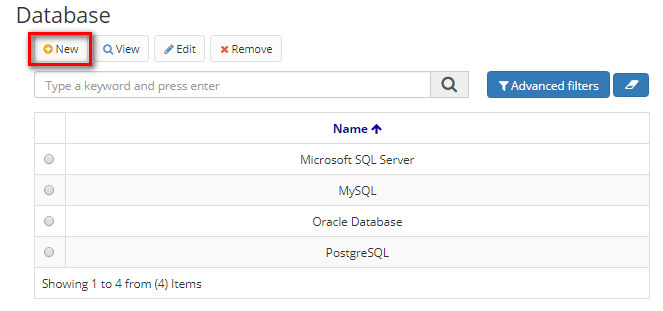 Database
New View Edit Remove
Type a keyword and press enter Advanced filters
Name
Microsoft SQL Server
MySQL
Oracle Database
PostgreSQL
Showing 1 to 4 from (4) Items